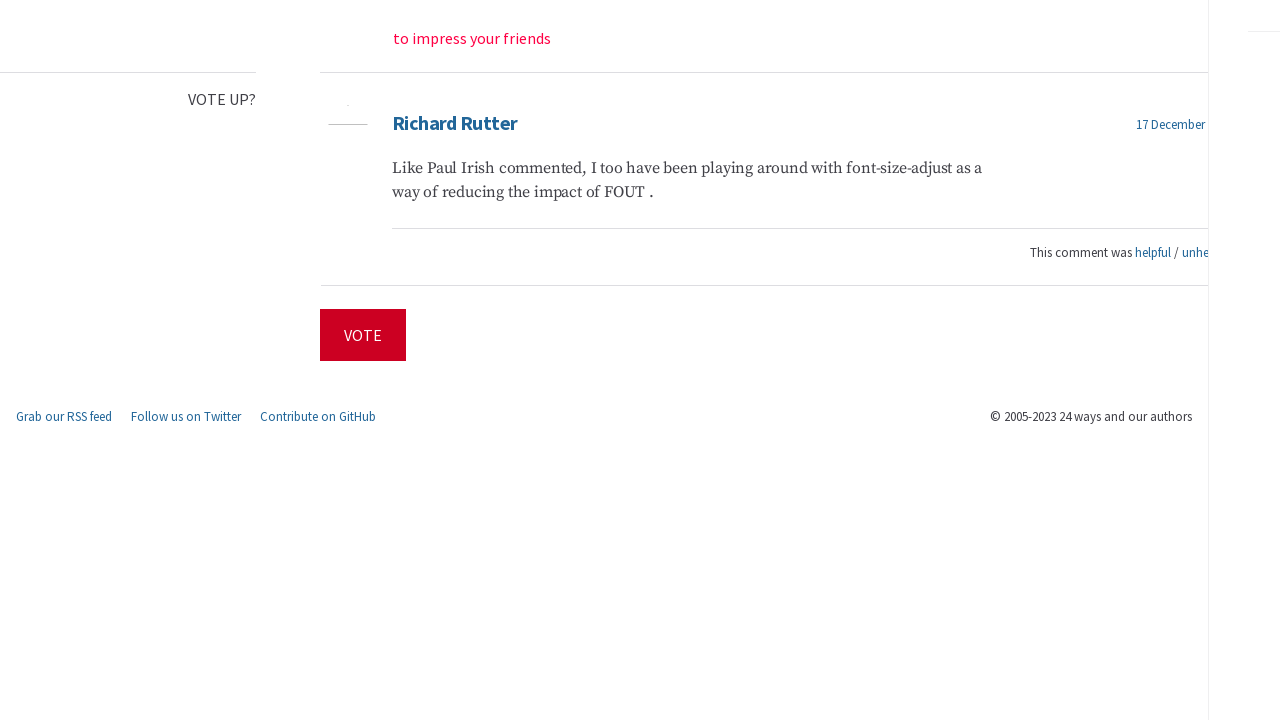 to impress your friends
VOTE UP?
Richard Rutter
17 December
Like Paul Irish commented, I too have been playing around with font-size-adjust as a
way of reducing the impact of FOUT .
This comment was helpful / unhe
VOTE
Grab our RSS feed Follow us on Twitter Contribute on GitHub
© 2005-2023 24 ways and our authors